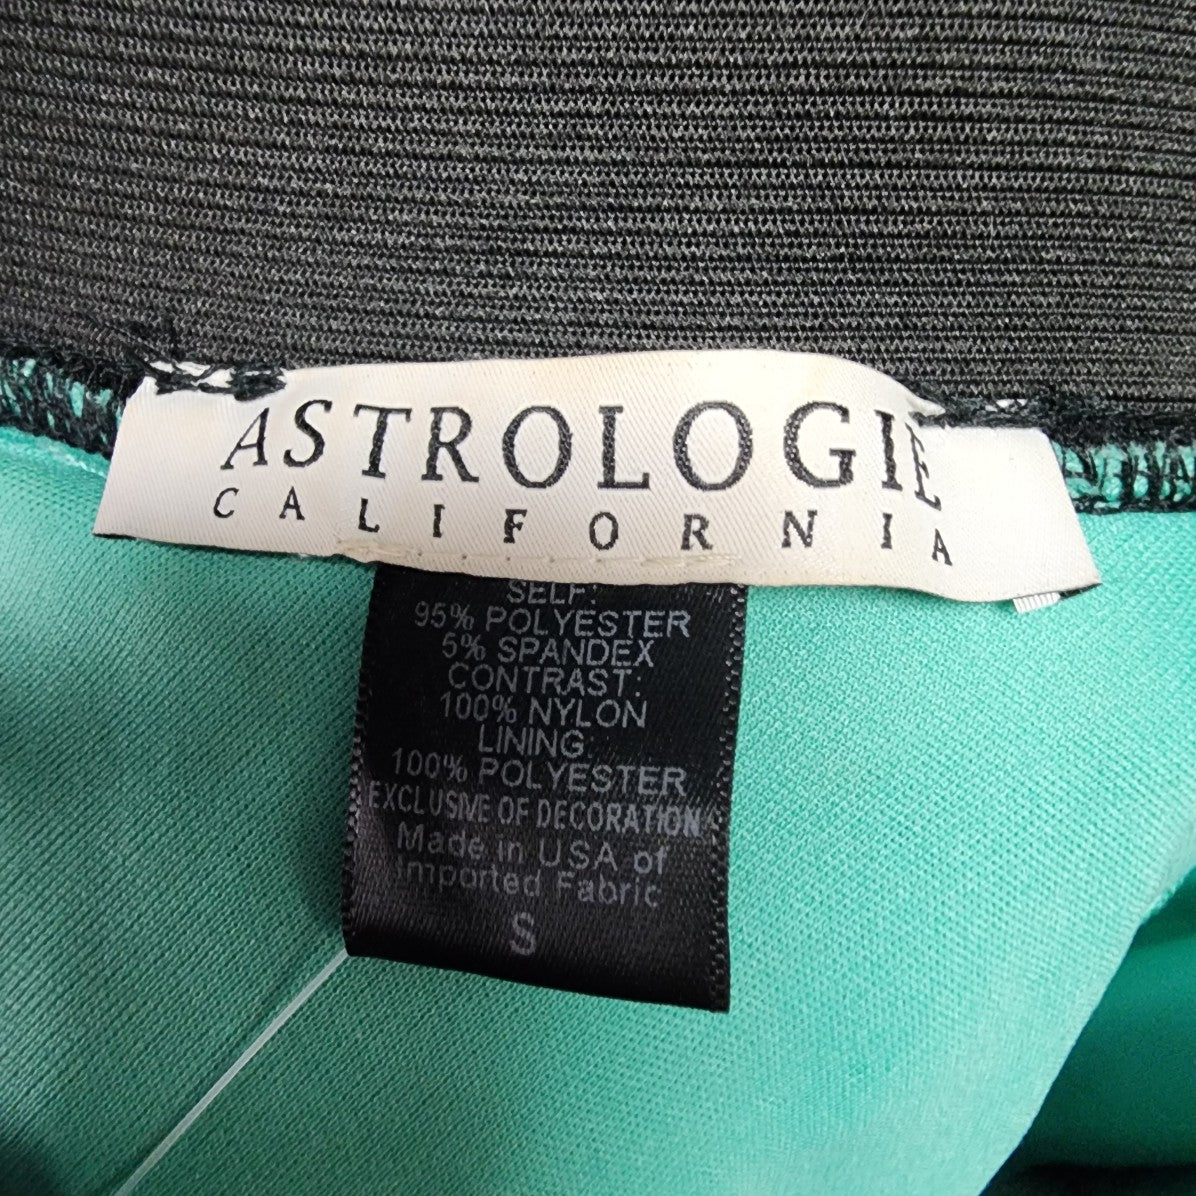 ASTROLOGIE
CALIFORNIA
SELF:
95% POLYESTER
5% SPANDEX
CONTRAST:
100% NYLON
LINING:
100% POLYESTER
EXCLUSIVE OF DECORATION
Made in USA of
Imported Fabric
S